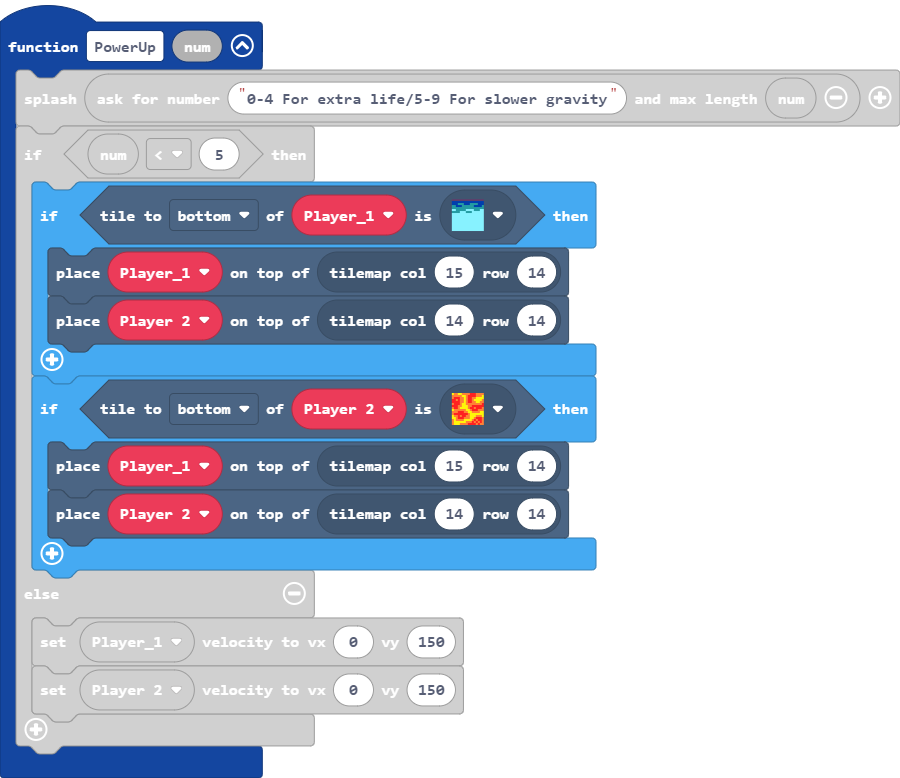 function PowerUp num
splash ask for number "0-4 For extra life/5-9 For slower gravity" and max length num
if num < 5 then
if tile to bottom of Player_1 is then
place Player_1 on top of tilemap col 15 row 14
place Player 2 on top of tilemap col 14 row 14
if tile to bottom of Player 2 is then
place Player_1 on top of tilemap col 15 row 14
place Player 2 on top of tilemap col 14 row 14
else
set Player_1 velocity to vx 0 vy 150
set Player 2 velocity to vx 0 vy 150